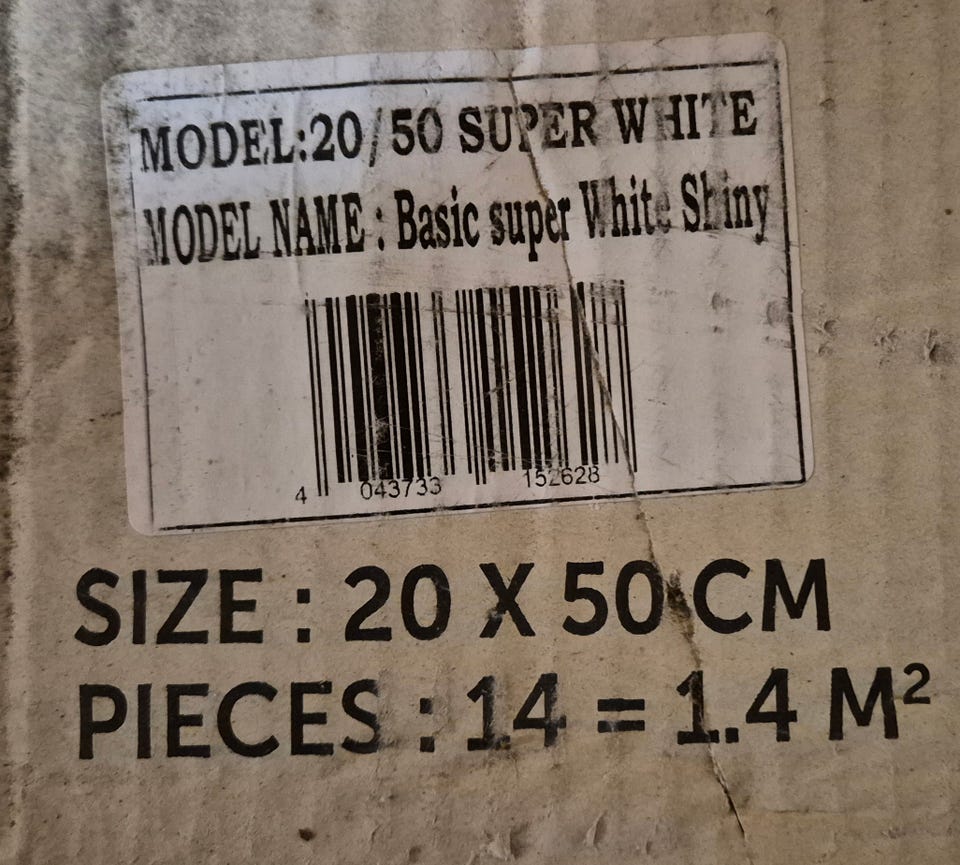 MODEL:20/50 SUPER WHITE
MODEL NAME : Basic super White Shiny
4 043733 152628
SIZE : 20 X 50 CM
PIECES : 14 = 1.4 M²